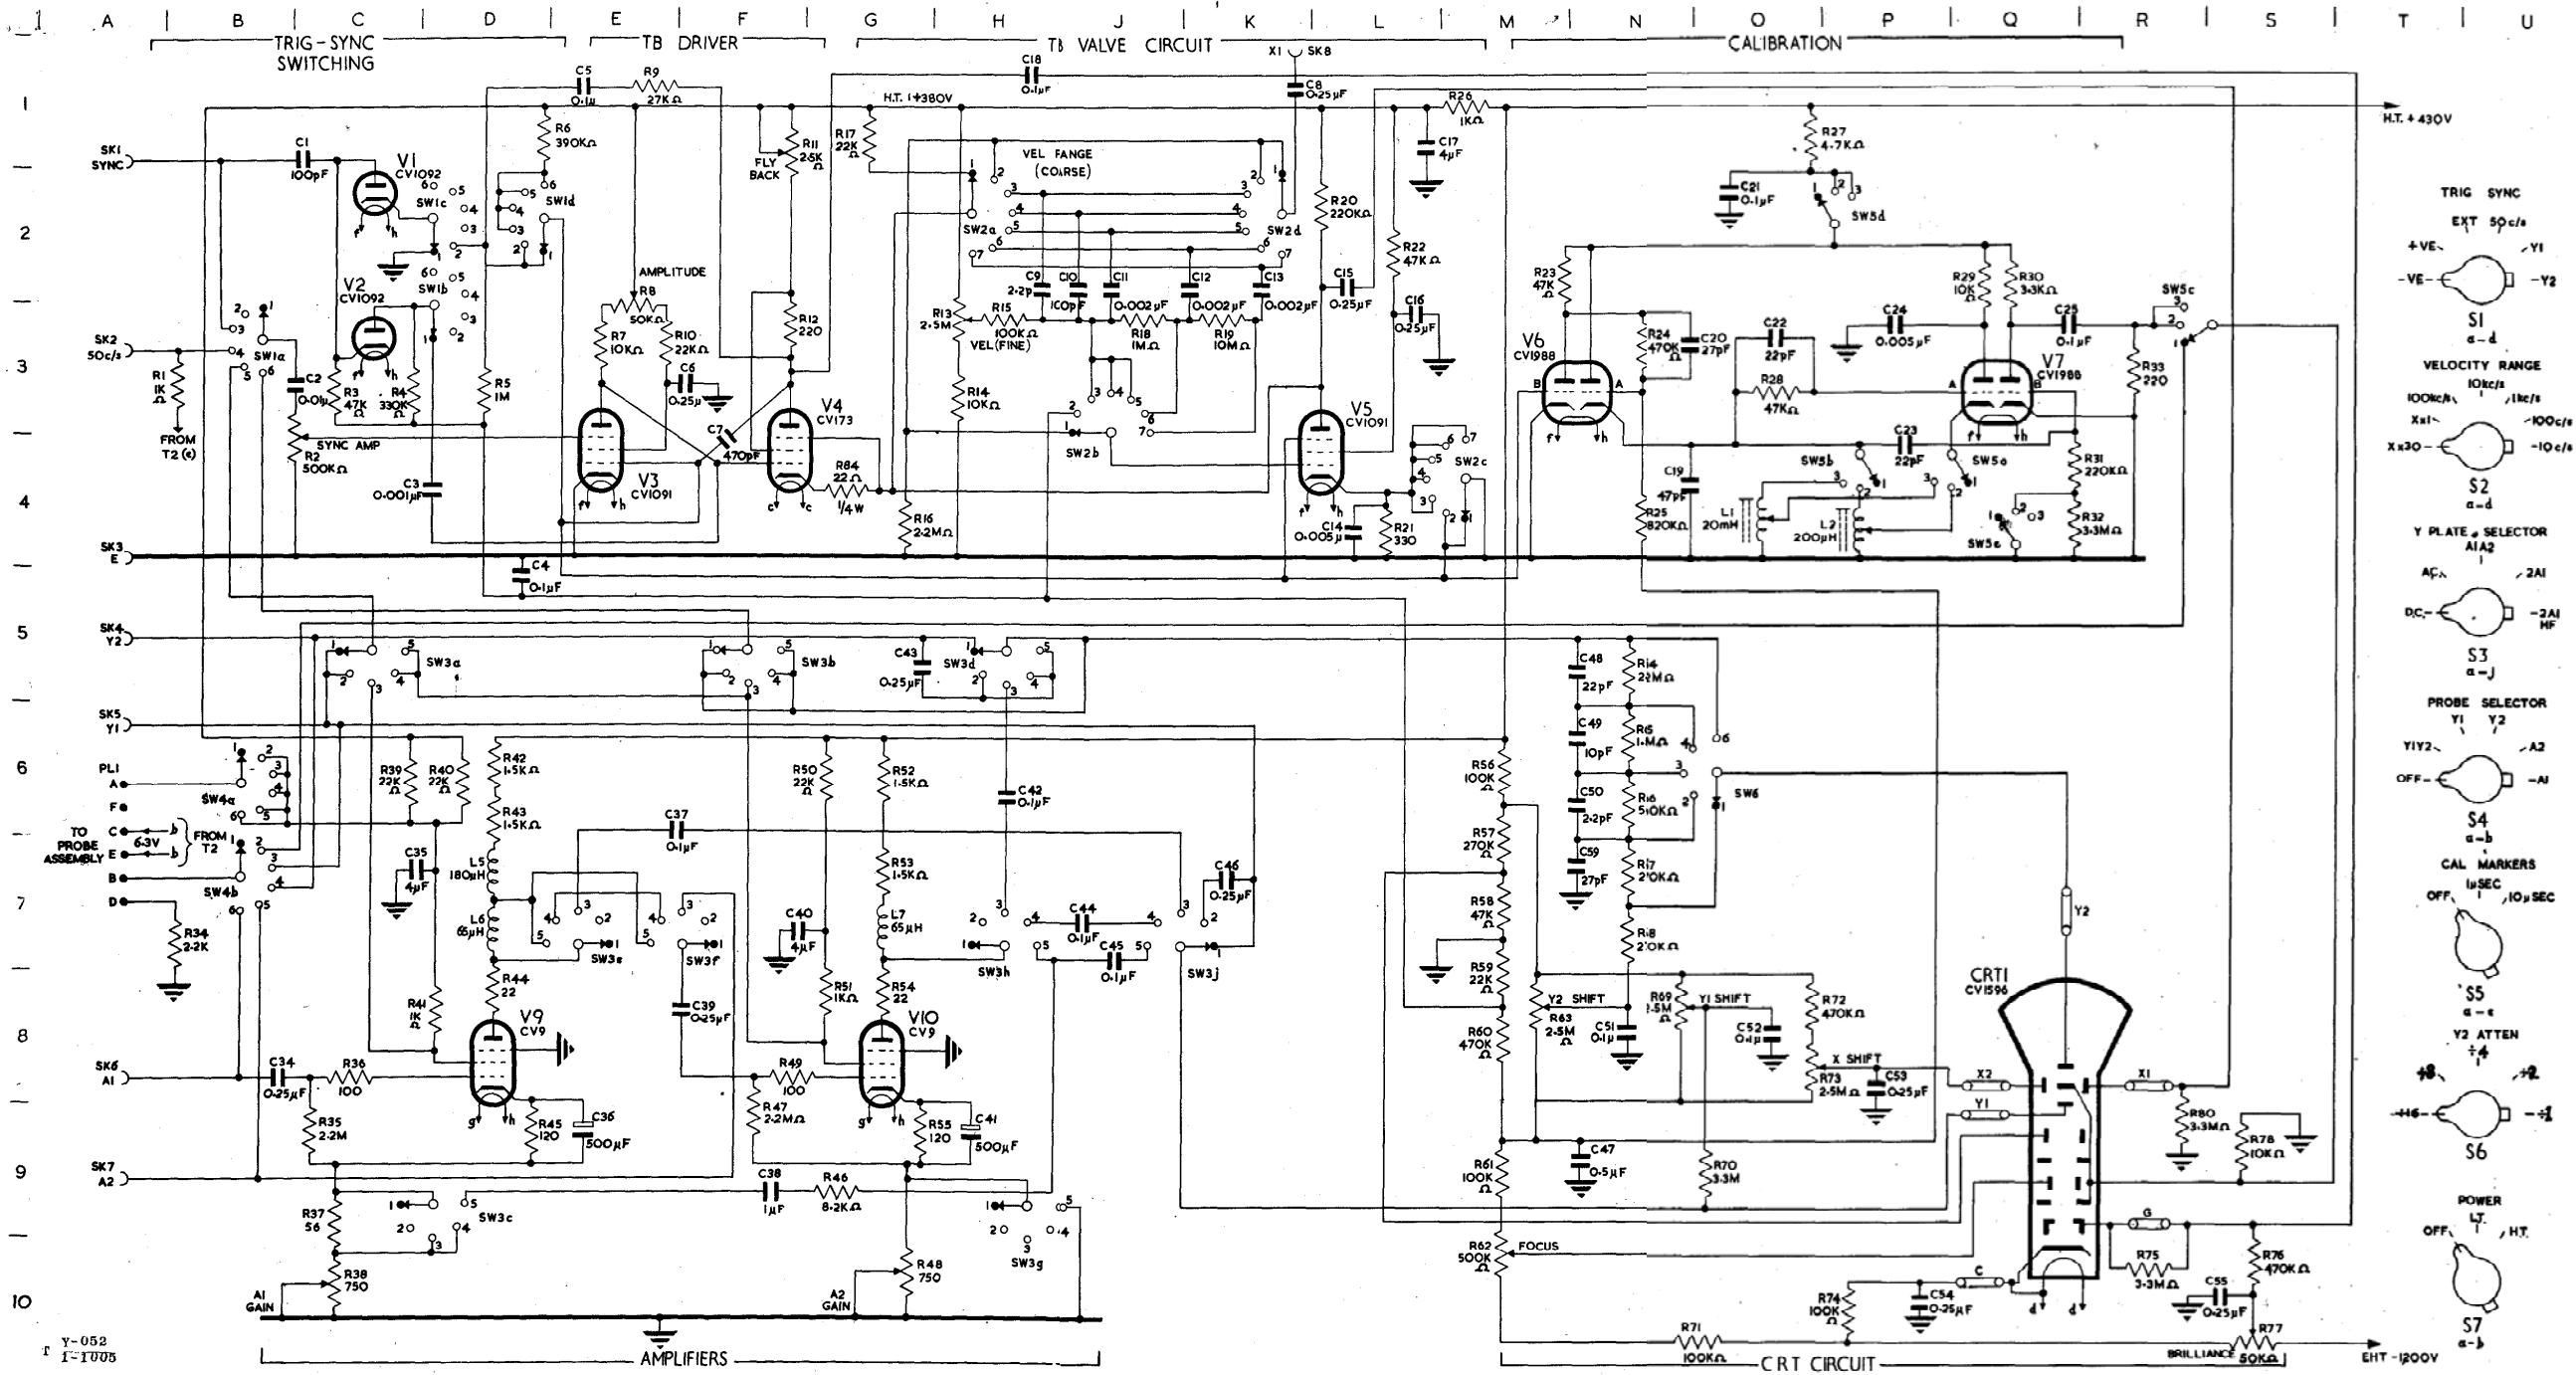 A B C D E F G H J K L M N O P Q R S T U
TRIG-SYNC SWITCHING
TB DRIVER
TB VALVE CIRCUIT
X1 SK8
CALIBRATION
1
2
3
4
5
6
7
8
9
10
SK1 SYNC
SK2 50c/s
SK3 E
SK4 Y2
SK5 Y1
SK6 A1
SK7 A2
PL1
A
F
C
E
B
D
TO PROBE ASSEMBLY
6.3V
b
b
FROM T2
FROM T2 (c)
C1 100pF
V1 CV1092
SW1c
V2 CV1092
SW1b
SW1a
SW1d
R1 1K Ω
C2 0.01μ
R3 47K Ω
R4 330K Ω
R5 1M
R2 500KΩ
SYNC AMP
C3 0.001μF
C4 0.1μF
C5 0.1μ
R9 27KΩ
R6 390KΩ
AMPLITUDE
R8 50KΩ
R7 10KΩ
R10 22KΩ
C6 0.25μ
V3 CV1091
C7 470pF
V4 CV173
R84 22Ω 1/4W
R11 25K Ω
FLY BACK
R12 220
H.T. 1+380V
C18 0.1μF
R17 22K Ω
VEL RANGE (COARSE)
SW2a
SW2d
C8 0.25μF
C9 2.2p
C10 100pF
C11 0.002μF
C12 0.002μF
C13 0.002μF
R13 2.5M
R15 100KΩ
VEL (FINE)
R18 1MΩ
R19 10MΩ
R14 10KΩ
R16 2.2MΩ
SW2b
R20 220KΩ
C15 0.25μF
R22 47KΩ
C16 0.25μF
C17 4μF
R26 1KΩ
V5 CV1091
SW2c
C14 0.005μ
R21 330
H.T. +430V
R27 4.7KΩ
C21 0.1μF
SW5d
R23 47K Ω
V6 CV1988
R24 470K Ω
C20 27pF
C22 22pF
R28 47KΩ
C24 0.005μF
R29 10K Ω
R30 3.3KΩ
C25 0.1μF
SW5c
V7 CV1988
R33 220
C23 22pF
C19 47pF
R25 820KΩ
SW5b
SW5a
L1 20mH
L2 200μH
SW5e
R31 220KΩ
R32 3.3MΩ
SW3a
SW3b
C43 0.25μF
SW3d
C48 22pF
C49 10pF
C50 2.2pF
C59 27pF
SW6
SW4a
SW4b
R34 2.2K
R39 22K Ω
R40 22K Ω
R42 1.5KΩ
R43 1.5KΩ
C35 4μF
L5 180μH
L6 65μH
R44 22
R41 1K Ω
V9 CV9
C34 0.25μF
R36 100
R35 2.2M
R45 120
C36 500μF
R37 56
R38 750
A1 GAIN
SW3c
C37 0.1μF
SW3e
SW3f
C39 0.25μF
C40 4μF
R50 22K Ω
R51 1KΩ
R52 1.5KΩ
R53 1.5KΩ
L7 65μH
R54 22
V10 CV9
R49 100
R47 2.2MΩ
R55 120
C41 500μF
C38 1μF
R46 8.2KΩ
R48 750
A2 GAIN
SW3g
C42 0.1μF
C44 0.1μF
C45 0.1μF
SW3h
SW3j
C46 0.25μF
R56 100K Ω
R57 270K Ω
R58 47K Ω
R59 22K Ω
R60 470K Ω
R61 100K Ω
R62 500K Ω
FOCUS
Y2 SHIFT
R63 2.5M Ω
C51 0.1μ
R69
Y1 SHIFT
C52 0.1μ
R72 470KΩ
X SHIFT
R73 2.5MΩ
C53 0.25μF
C47 0.5μF
R70 3.3M
R71 100KΩ
R74 100K Ω
C54 0.25μF
CRT1 CV1596
Y2
X2
X1
Y1
G
C
R80 3.3MΩ
R78 10KΩ
R75 3.3MΩ
R76 470KΩ
C55 0.25μF
R77 50KΩ
BRILLIANCE
EHT -1200V
AMPLIFIERS
CRT CIRCUIT
Y-052
TRIG SYNC
EXT 50c/s
+VE Y1
-VE -Y2
S1
a-d
VELOCITY RANGE
10kc/s
100kc/s 1kc/s
Xx1 -100c/s
Xx30 -10c/s
S2
a-d
Y PLATE SELECTOR
A1A2
AC 2A1
D.C. -2A1 HF
S3
a-j
PROBE SELECTOR
Y1 Y2
Y1Y2 A2
OFF -A1
S4
a-b
CAL MARKERS
1μSEC
OFF 10μSEC
S5
a-e
Y2 ATTEN
÷4
÷8 ÷2
÷16 ÷1
S6
POWER
LT
OFF H.T.
S7
a-b